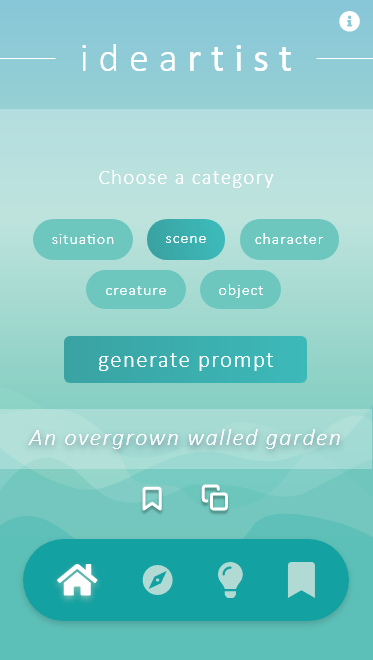 ideartist
Choose a category
situation scene character
creature object
generate prompt
An overgrown walled garden